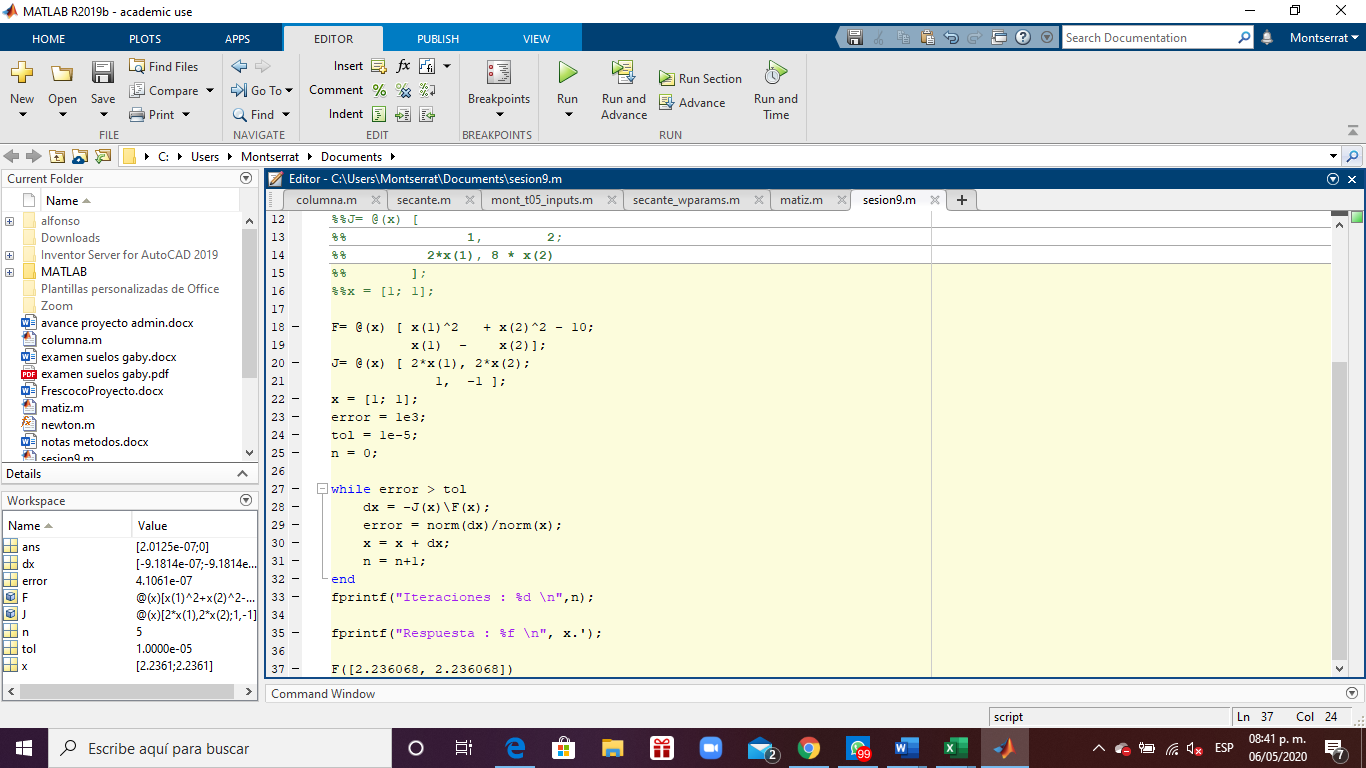 MATLAB R2019b - academic use
HOME PLOTS APPS EDITOR PUBLISH VIEW
Search Documentation
Montserrat
New Open Save
Find Files
Compare
Print
FILE
Go To
Find
NAVIGATE
Insert fx
Comment
Indent
EDIT
Breakpoints
BREAKPOINTS
Run
Run and Advance
Run Section
Advance
Run and Time
RUN
C: Users Montserrat Documents
Current Folder
Name
alfonso
Downloads
Inventor Server for AutoCAD 2019
MATLAB
Plantillas personalizadas de Office
Zoom
avance proyecto admin.docx
columna.m
examen suelos gaby.docx
examen suelos gaby.pdf
FrescocoProyecto.docx
matiz.m
newton.m
notas metodos.docx
sesion9.m
Details
Workspace
Name Value
ans [2.0125e-07;0]
dx [-9.1814e-07;-9.1814e...
error 4.1061e-07
F @(x)[x(1)^2+x(2)^2-...
J @(x)[2*x(1),2*x(2);1,-1]
n 5
tol 1.0000e-05
x [2.2361;2.2361]
Editor - C:\Users\Montserrat\Documents\sesion9.m
columna.m secante.m mont_t05_inputs.m secante_wparams.m matiz.m sesion9.m
12 %%J= @(x) [
13 %% 1, 2;
14 %% 2*x(1), 8 * x(2)
15 %% ];
16 %%x = [1; 1];
17
18 F= @(x) [ x(1)^2 + x(2)^2 - 10;
19 x(1) - x(2)];
20 J= @(x) [ 2*x(1), 2*x(2);
21 1, -1 ];
22 x = [1; 1];
23 error = 1e3;
24 tol = 1e-5;
25 n = 0;
26
27 while error > tol
28 dx = -J(x)\F(x);
29 error = norm(dx)/norm(x);
30 x = x + dx;
31 n = n+1;
32 end
33 fprintf("Iteraciones : %d \n",n);
34
35 fprintf("Respuesta : %f \n", x.');
36
37 F([2.236068, 2.236068])
Command Window
script
Ln 37 Col 24
Escribe aquí para buscar
2
99
ESP
08:41 p. m.
06/05/2020
7